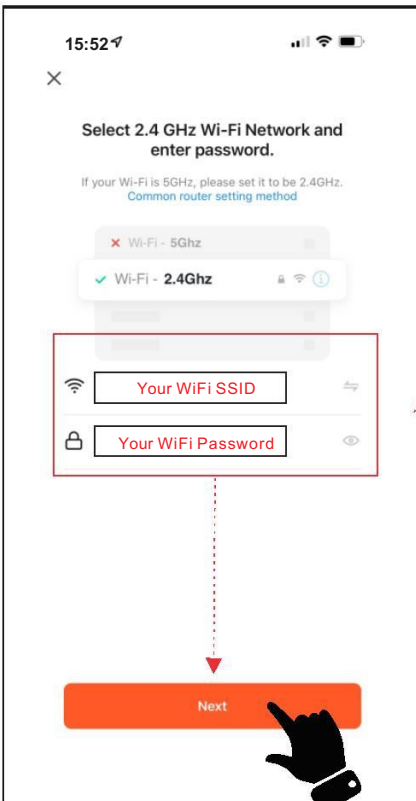 15:52
Select 2.4 GHz Wi-Fi Network and
enter password.
If your Wi-Fi is 5GHz, please set it to be 2.4GHz.
Common router setting method
Wi-Fi - 5Ghz
Wi-Fi - 2.4Ghz
Your WiFi SSID
Your WiFi Password
Next